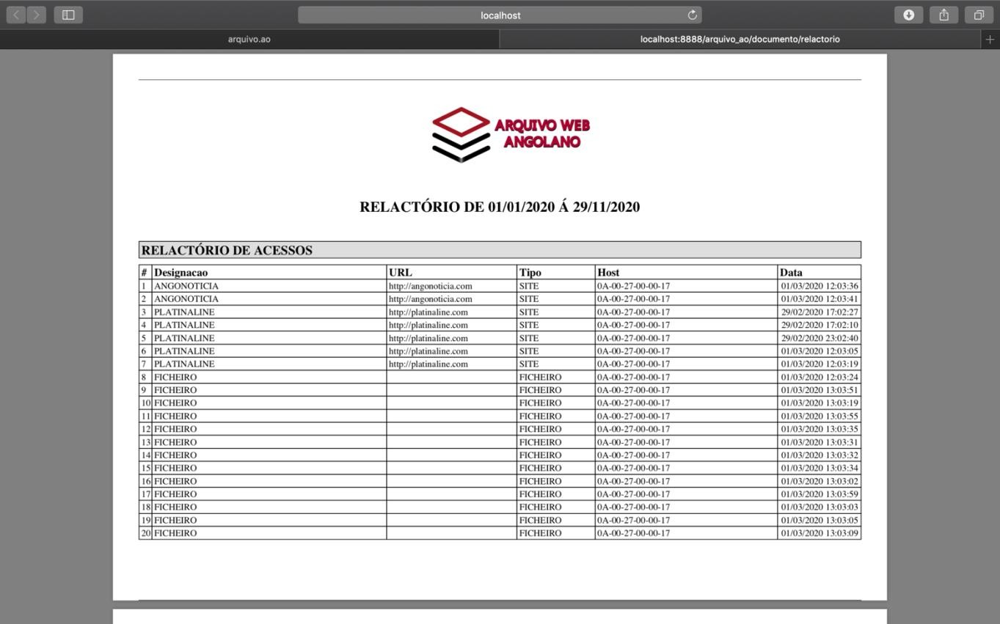 localhost
arquivo.ao
localhost:8888/arquivo_ao/documento/relactorio
ARQUIVO WEB
ANGOLANO
RELACTÓRIO DE 01/01/2020 Á 29/11/2020
RELACTÓRIO DE ACESSOS
# Designacao URL Tipo Host Data
1 ANGONOTICIA http://angonoticia.com SITE 0A-00-27-00-00-17 01/03/2020 12:03:36
2 ANGONOTICIA http://angonoticia.com SITE 0A-00-27-00-00-17 01/03/2020 12:03:41
3 PLATINALINE http://platinaline.com SITE 0A-00-27-00-00-17 29/02/2020 17:02:27
4 PLATINALINE http://platinaline.com SITE 0A-00-27-00-00-17 29/02/2020 17:02:10
5 PLATINALINE http://platinaline.com SITE 0A-00-27-00-00-17 29/02/2020 23:02:40
6 PLATINALINE http://platinaline.com SITE 0A-00-27-00-00-17 01/03/2020 12:03:05
7 PLATINALINE http://platinaline.com SITE 0A-00-27-00-00-17 01/03/2020 12:03:19
8 FICHEIRO FICHEIRO 0A-00-27-00-00-17 01/03/2020 12:03:24
9 FICHEIRO FICHEIRO 0A-00-27-00-00-17 01/03/2020 13:03:51
10 FICHEIRO FICHEIRO 0A-00-27-00-00-17 01/03/2020 13:03:19
11 FICHEIRO FICHEIRO 0A-00-27-00-00-17 01/03/2020 13:03:55
12 FICHEIRO FICHEIRO 0A-00-27-00-00-17 01/03/2020 13:03:35
13 FICHEIRO FICHEIRO 0A-00-27-00-00-17 01/03/2020 13:03:31
14 FICHEIRO FICHEIRO 0A-00-27-00-00-17 01/03/2020 13:03:32
15 FICHEIRO FICHEIRO 0A-00-27-00-00-17 01/03/2020 13:03:34
16 FICHEIRO FICHEIRO 0A-00-27-00-00-17 01/03/2020 13:03:02
17 FICHEIRO FICHEIRO 0A-00-27-00-00-17 01/03/2020 13:03:59
18 FICHEIRO FICHEIRO 0A-00-27-00-00-17 01/03/2020 13:03:03
19 FICHEIRO FICHEIRO 0A-00-27-00-00-17 01/03/2020 13:03:05
20 FICHEIRO FICHEIRO 0A-00-27-00-00-17 01/03/2020 13:03:09